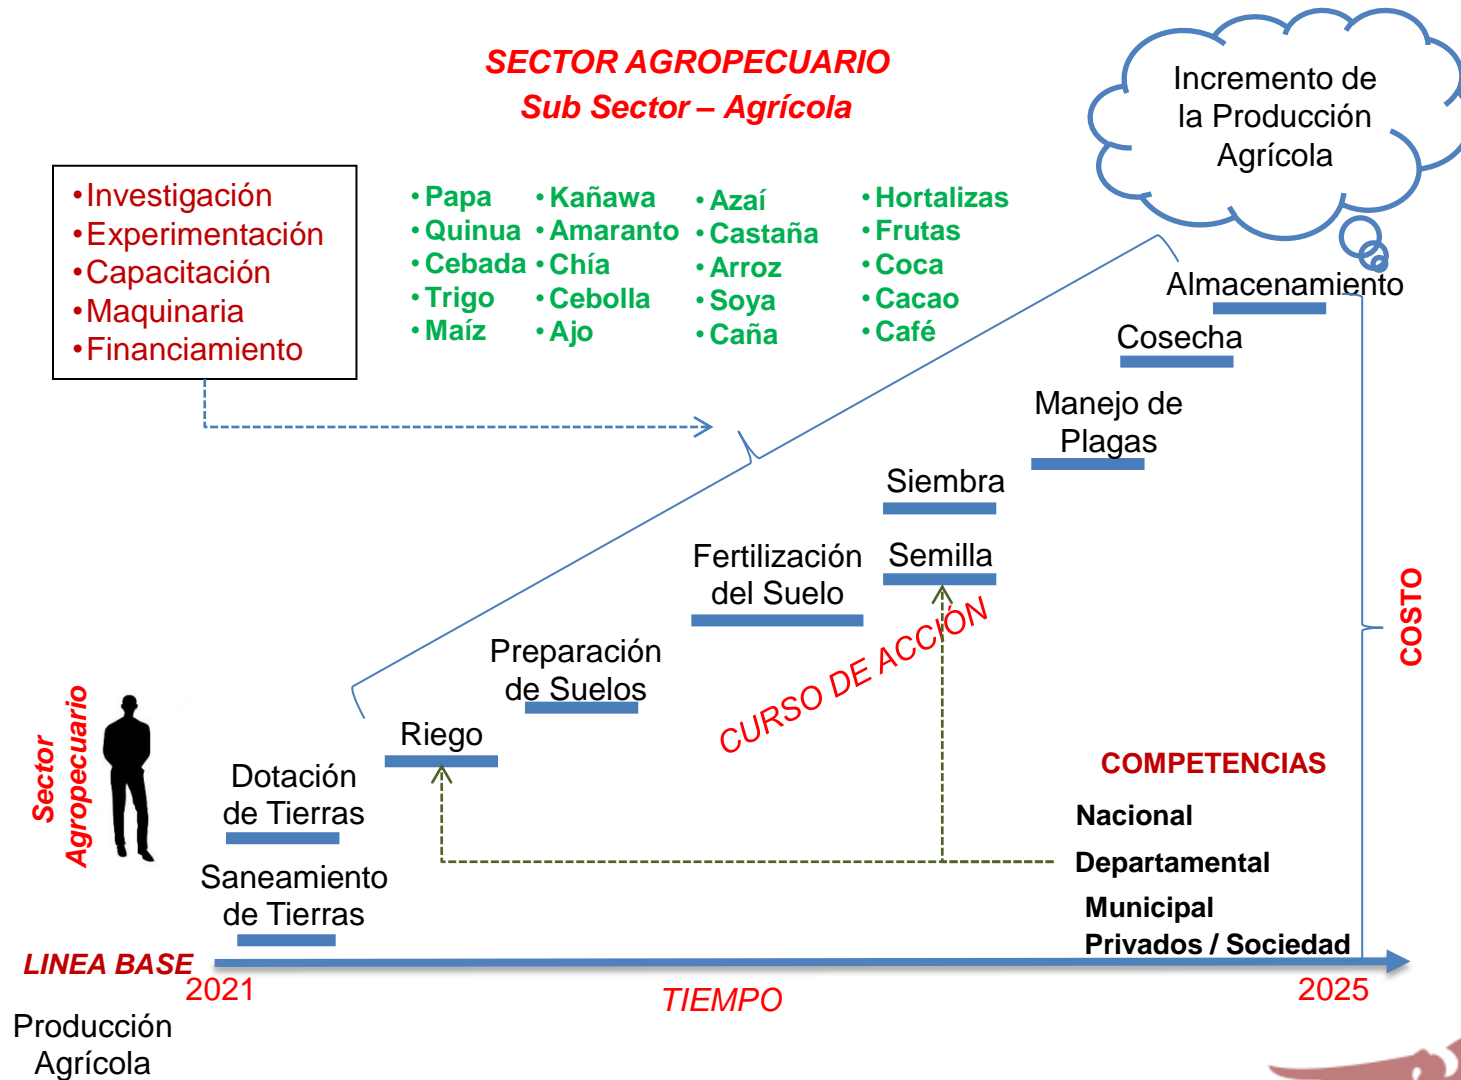 SECTOR AGROPECUARIO
Sub Sector – Agrícola
Incremento de
la Producción
Agrícola
•Investigación
•Experimentación
•Capacitación
•Maquinaria
•Financiamiento
•Papa
•Quinua
•Cebada
•Trigo
•Maíz
•Kañawa
•Amaranto
•Chía
•Cebolla
•Ajo
•Azaí
•Castaña
•Arroz
•Soya
•Caña
•Hortalizas
•Frutas
•Coca
•Cacao
•Café
Almacenamiento
Cosecha
Manejo de
Plagas
Siembra
Semilla
Fertilización
del Suelo
Preparación
de Suelos
Riego
Dotación
de Tierras
Saneamiento
de Tierras
CURSO DE ACCIÓN
COSTO
Sector
Agropecuario
COMPETENCIAS
Nacional
Departamental
Municipal
Privados / Sociedad
LINEA BASE
2021
TIEMPO
2025
Producción
Agrícola